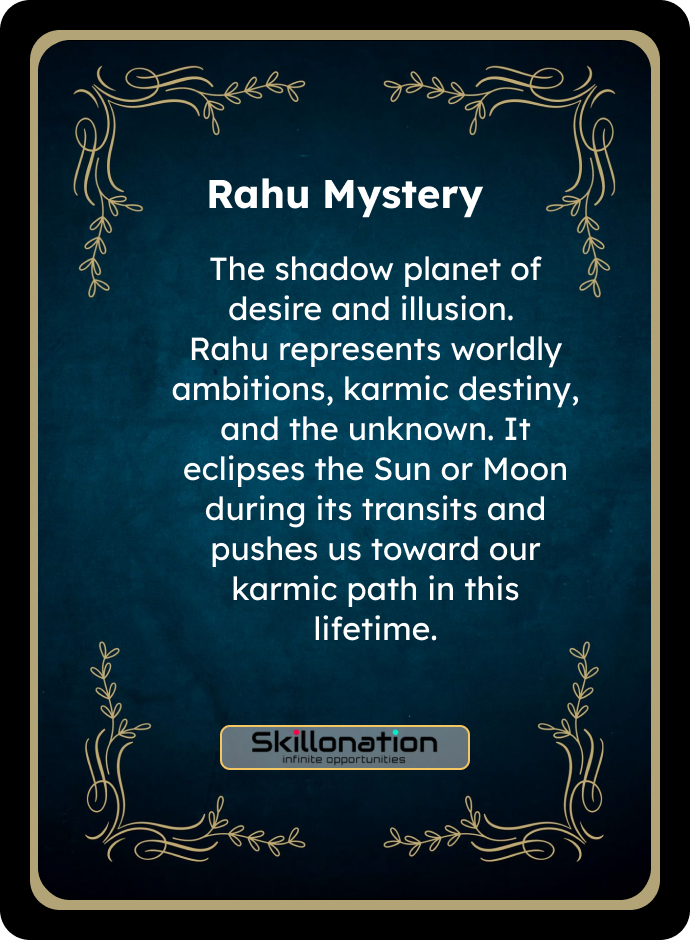 Rahu Mystery
The shadow planet of
desire and illusion.
Rahu represents worldly
ambitions, karmic destiny,
and the unknown. It
eclipses the Sun or Moon
during its transits and
pushes us toward our
karmic path in this
lifetime.
Skillonation
infinite opportunities